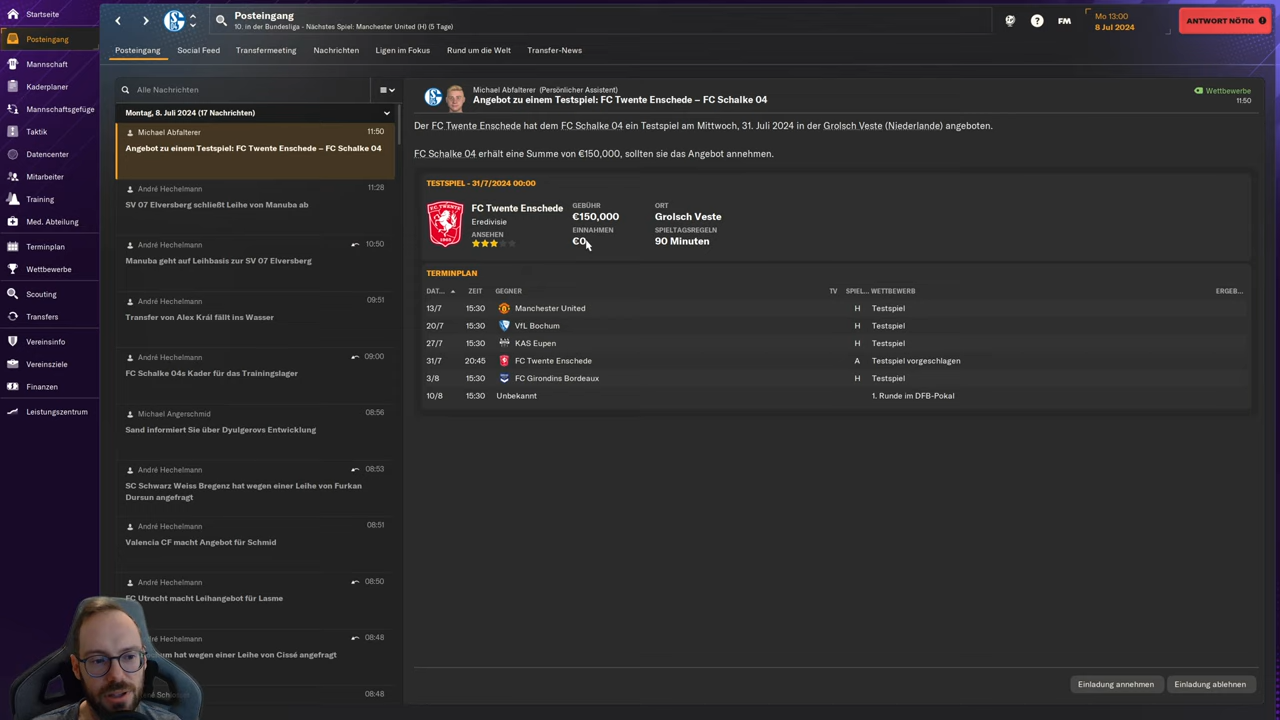 Startseite
Posteingang
Mannschaft
Kaderplaner
Mannschaftsgefüge
Taktik
Datencenter
Mitarbeiter
Training
Med. Abteilung
Terminplan
Wettbewerbe
Scouting
Transfers
Vereinsinfo
Vereinsziele
Finanzen
Leistungszentrum
Posteingang
10. in der Bundesliga - Nächstes Spiel: Manchester United (H) (5 Tage)
FM
Mo 13:00
8 Jul 2024
ANTWORT NÖTIG
Posteingang Social Feed Transfermeeting Nachrichten Ligen im Fokus Rund um die Welt Transfer-News
Alle Nachrichten
Montag, 8. Juli 2024 (17 Nachrichten)
Michael Abfalterer 11:50
Angebot zu einem Testspiel: FC Twente Enschede – FC Schalke 04
André Hechelmann 11:28
SV 07 Elversberg schließt Leihe von Manuba ab
André Hechelmann 10:50
Manuba geht auf Leihbasis zur SV 07 Elversberg
André Hechelmann 09:51
Transfer von Alex Král fällt ins Wasser
André Hechelmann 09:00
FC Schalke 04s Kader für das Trainingslager
Michael Angerschmid 08:56
Sand informiert Sie über Dyulgerovs Entwicklung
André Hechelmann 08:53
SC Schwarz Weiss Bregenz hat wegen einer Leihe von Furkan
Dursun angefragt
André Hechelmann 08:51
Valencia CF macht Angebot für Schmid
André Hechelmann 08:50
FC Utrecht macht Leihangebot für Lasme
Hechelmann 08:48
hat wegen einer Leihe von Cissé angefragt
08:48
Michael Abfalterer (Persönlicher Assistent)
Angebot zu einem Testspiel: FC Twente Enschede – FC Schalke 04
Wettbewerbe
11:50
Der FC Twente Enschede hat dem FC Schalke 04 ein Testspiel am Mittwoch, 31. Juli 2024 in der Grolsch Veste (Niederlande) angeboten.
FC Schalke 04 erhält eine Summe von €150,000, sollten sie das Angebot annehmen.
TESTSPIEL - 31/7/2024 00:00
FC Twente Enschede
Eredivisie
ANSEHEN
GEBÜHR
€150,000
EINNAHMEN
€0
ORT
Grolsch Veste
SPIELTAGSREGELN
90 Minuten
TERMINPLAN
DAT... ZEIT GEGNER TV SPIEL... WETTBEWERB ERGEB...
13/7 15:30 Manchester United H Testspiel
20/7 15:30 VfL Bochum H Testspiel
27/7 15:30 KAS Eupen H Testspiel
31/7 20:45 FC Twente Enschede A Testspiel vorgeschlagen
3/8 15:30 FC Girondins Bordeaux H Testspiel
10/8 15:30 Unbekannt 1. Runde im DFB-Pokal
Einladung annehmen Einladung ablehnen